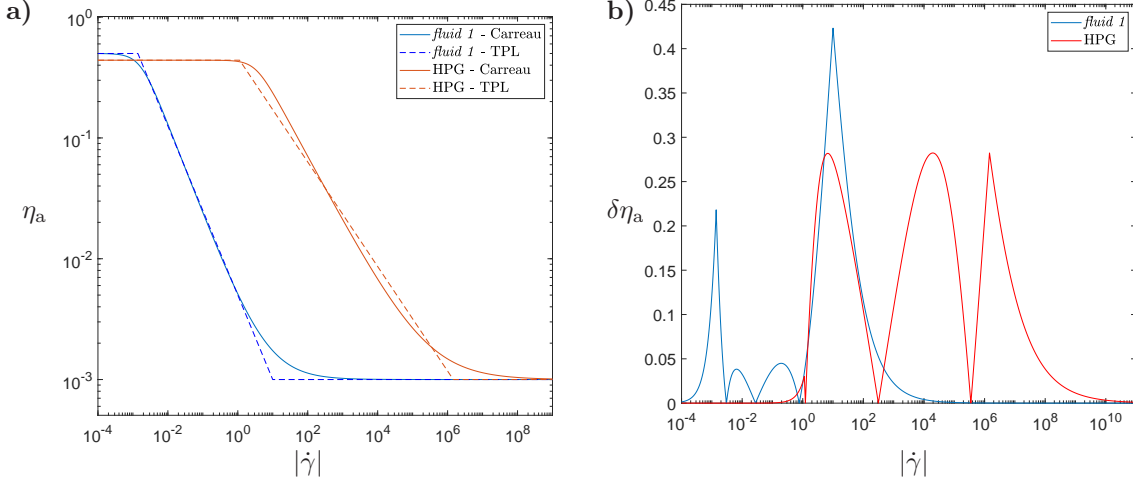 a)
10^0
10^-1
10^-2
10^-3
η_a
10^-4 10^-2 10^0 10^2 10^4 10^6 10^8
|γ̇|
fluid 1 - Carreau
fluid 1 - TPL
HPG - Carreau
HPG - TPL
b)
0.45
0.4
0.35
0.3
0.25
0.2
0.15
0.1
0.05
0
δη_a
10^-4 10^-2 10^0 10^2 10^4 10^6 10^8 10^10
|γ̇|
fluid 1
HPG